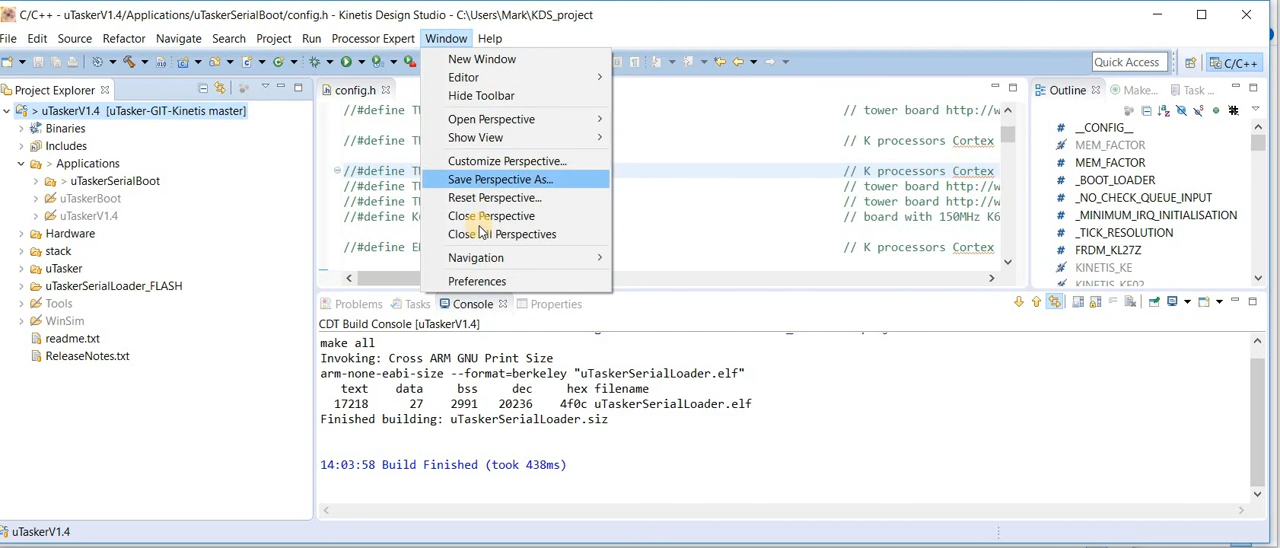 C/C++ - uTaskerV1.4/Applications/uTaskerSerialBoot/config.h - Kinetis Design Studio - C:\Users\Mark\KDS_project
File Edit Source Refactor Navigate Search Project Run Processor Expert Window Help
Quick Access
C/C++
New Window
Editor
Hide Toolbar
Open Perspective
Show View
Customize Perspective...
Save Perspective As...
Reset Perspective...
Close Perspective
Close All Perspectives
Navigation
Preferences
Project Explorer
> uTaskerV1.4 [uTasker-GIT-Kinetis master]
Binaries
Includes
> Applications
> uTaskerSerialBoot
uTaskerBoot
uTaskerV1.4
Hardware
stack
uTasker
uTaskerSerialLoader_FLASH
Tools
WinSim
readme.txt
ReleaseNotes.txt
config.h
//#define T // tower board http://w
// K processors Cortex
//#define T // K processors Cortex
//#define T // tower board http://w
//#define T // tower board http://w
//#define K // board with 150MHz K6
//#define E // K processors Cortex
Outline
Make...
Task ...
__CONFIG__
MEM_FACTOR
MEM_FACTOR
_BOOT_LOADER
_NO_CHECK_QUEUE_INPUT
_MINIMUM_IRQ_INITIALISATION
_TICK_RESOLUTION
FRDM_KL27Z
KINETIS_KE
KINETIS_KE02
Problems Tasks Console Properties
CDT Build Console [uTaskerV1.4]
make all
Invoking: Cross ARM GNU Print Size
arm-none-eabi-size --format=berkeley "uTaskerSerialLoader.elf"
text data bss dec hex filename
17218 27 2991 20236 4f0c uTaskerSerialLoader.elf
Finished building: uTaskerSerialLoader.siz
14:03:58 Build Finished (took 438ms)
uTaskerV1.4